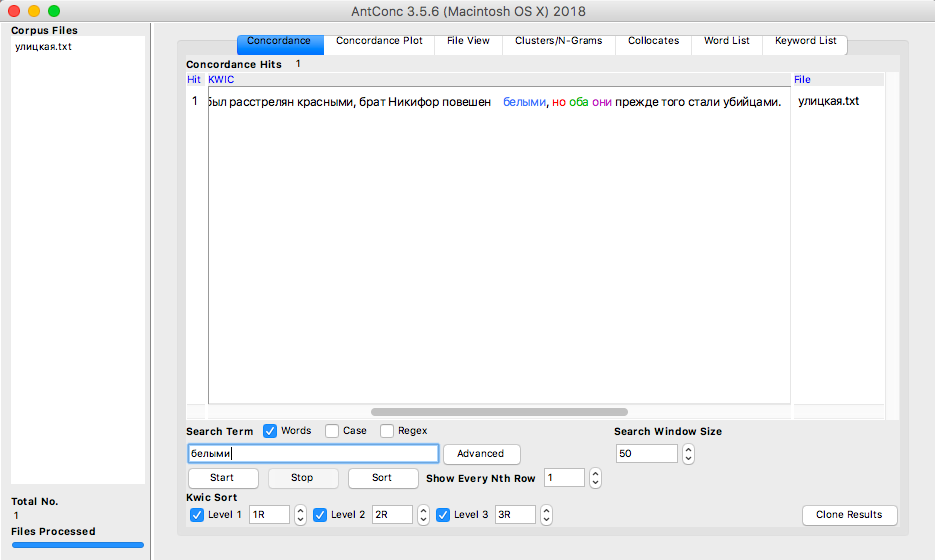 AntConc 3.5.6 (Macintosh OS X) 2018
Corpus Files
улицкая.txt
Concordance Concordance Plot File View Clusters/N-Grams Collocates Word List Keyword List
Concordance Hits 1
Hit KWIC File
1 был расстрелян красными, брат Никифор повешен белыми, но оба они прежде того стали убийцами. улицкая.txt
Search Term Words Case Regex Search Window Size
белыми Advanced 50
Start Stop Sort Show Every Nth Row 1
Kwic Sort
Level 1 1R Level 2 2R Level 3 3R Clone Results
Total No.
1
Files Processed